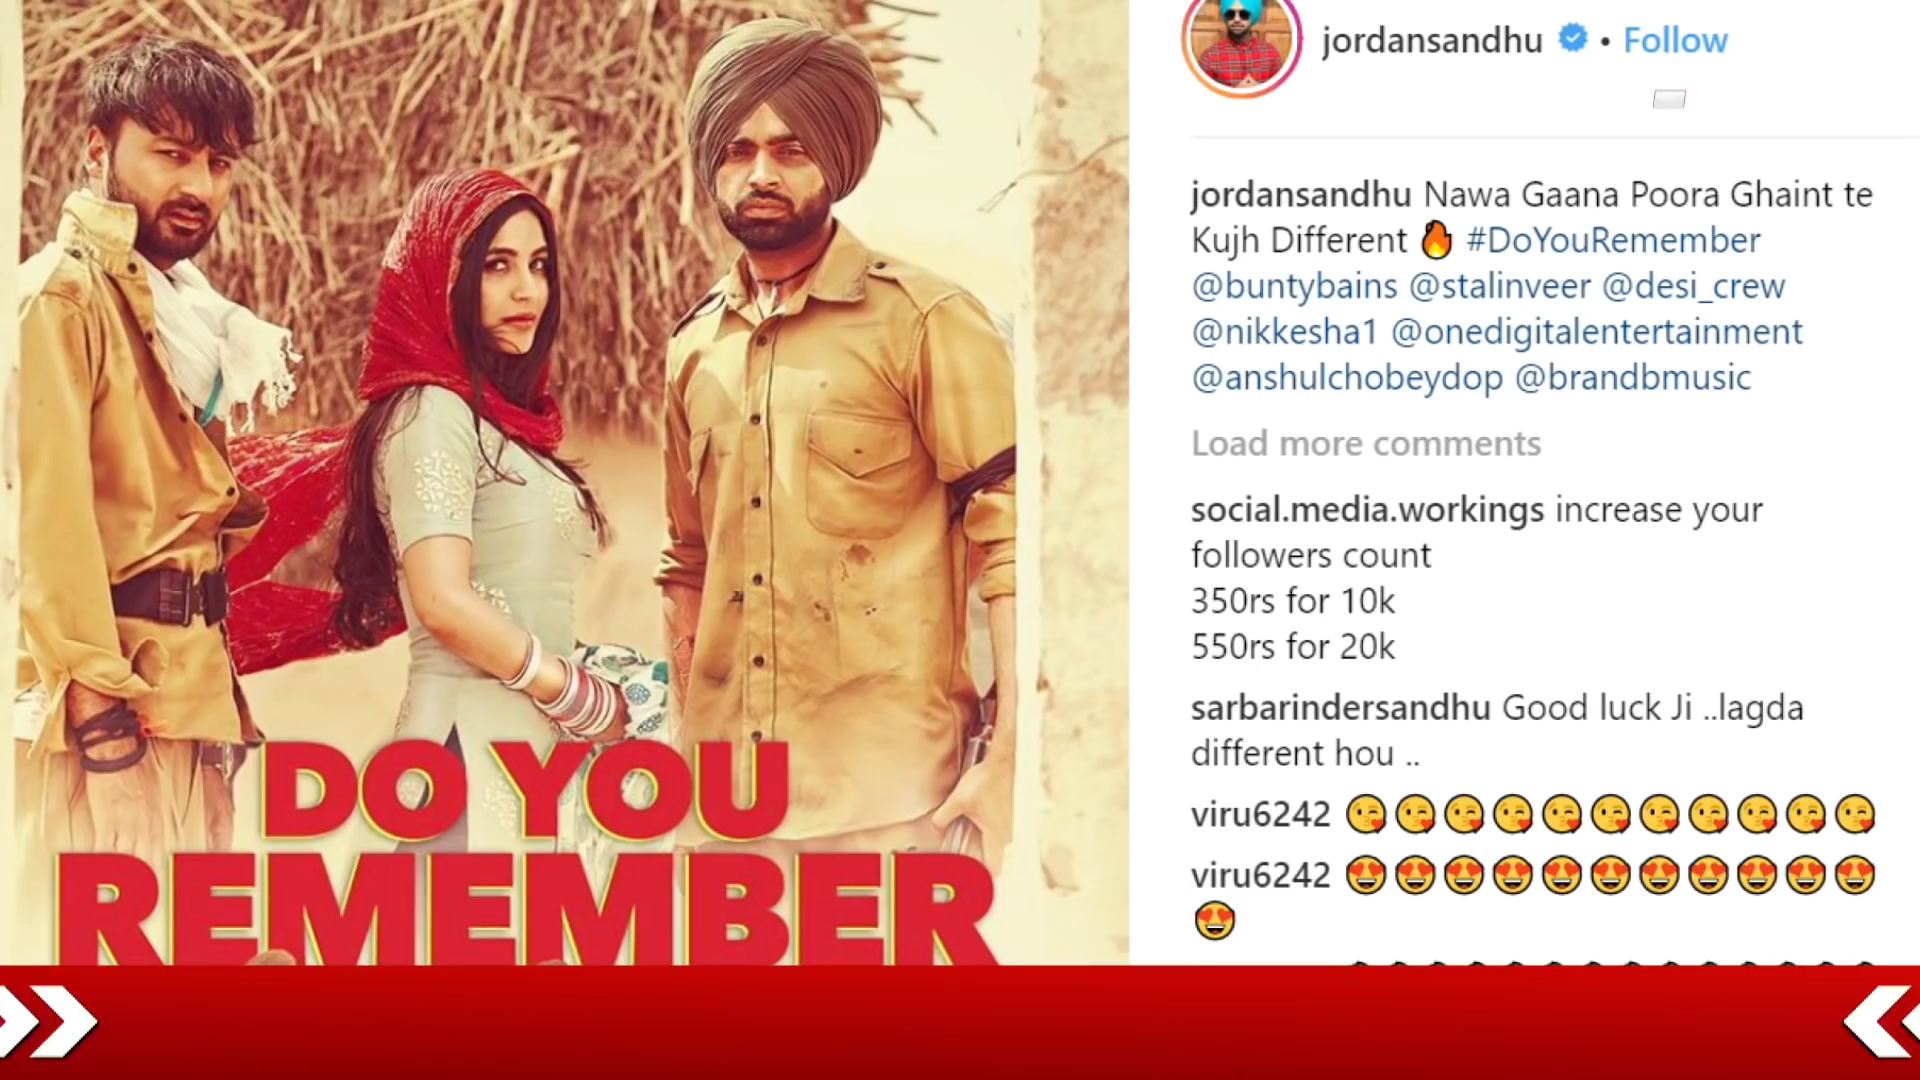 DO YOU
REMEMBER
jordansandhu • Follow
jordansandhu Nawa Gaana Poora Ghaint te
Kujh Different 🔥 #DoYouRemember
@buntybains @stalinveer @desi_crew
@nikkesha1 @onedigitalentertainment
@anshulchobeydop @brandbmusic
Load more comments
social.media.workings increase your
followers count
350rs for 10k
550rs for 20k
sarbarindersandhu Good luck Ji ..lagda
different hou ..
viru6242 😘😘😘😘😘😘😘😘😘😘😘
viru6242 😍😍😍😍😍😍😍😍😍😍😍
😍